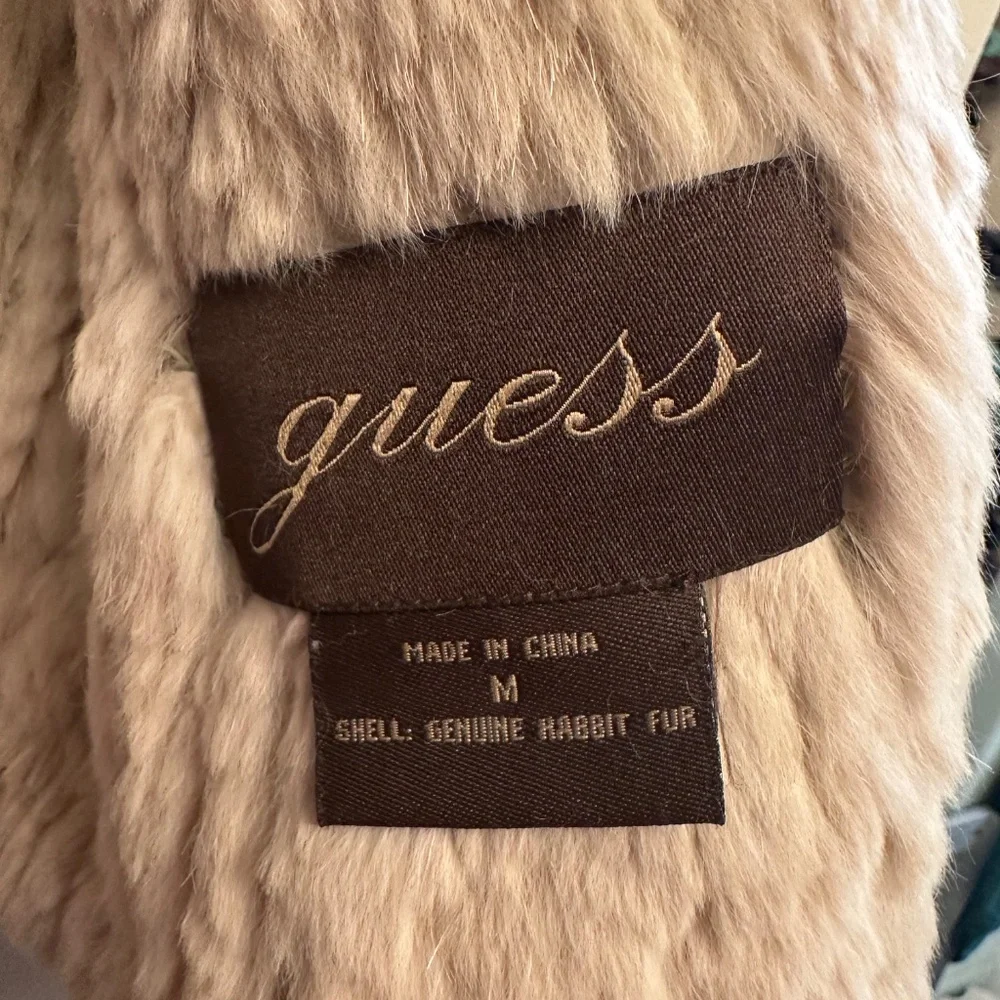 guess
MADE IN CHINA
M
SHELL: GENUINE RABBIT FUR